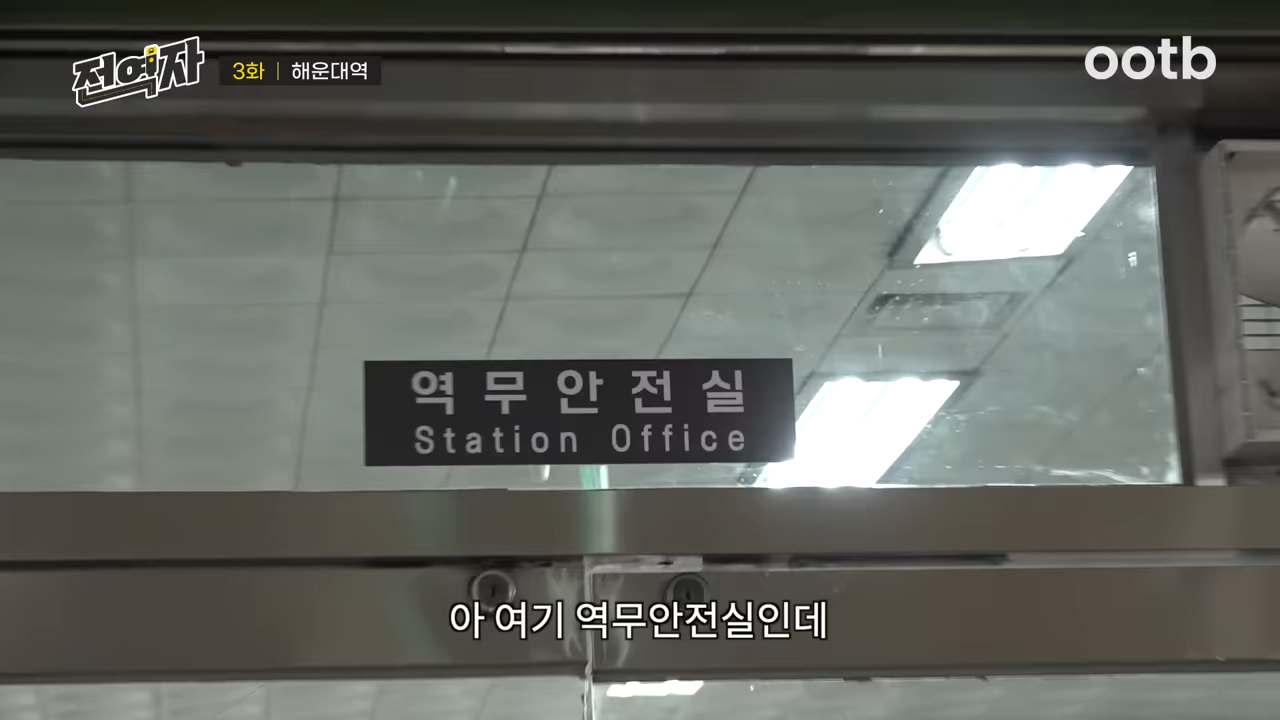 전역자
3화 | 해운대역
ootb
역무안전실
Station Office
아 여기 역무안전실인데